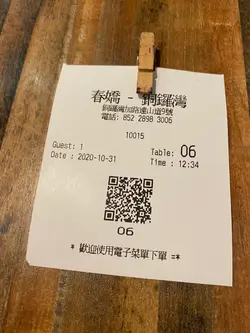 春嬌 - 銅鑼灣
銅鑼灣加路連山道9號
電話: 852 2898 3005
10015
Guest: 1
Table: 06
Date : 2020-10-31
Time : 12:34
06
* 歡迎使用電子菜單下單 =*